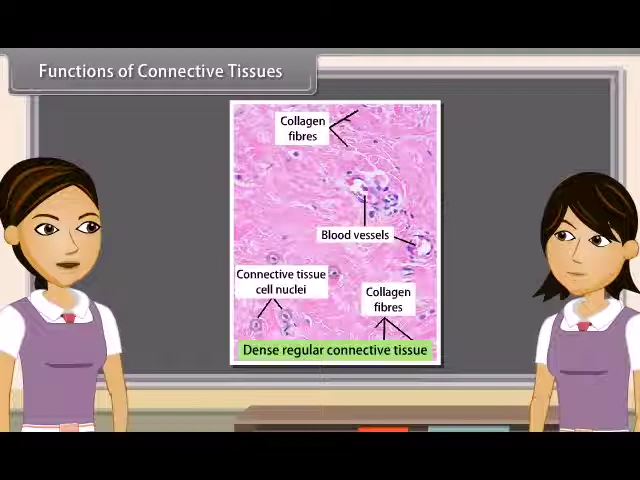 Functions of Connective Tissues
Collagen
fibres
Blood vessels
Connective tissue
cell nuclei
Collagen
fibres
Dense regular connective tissue